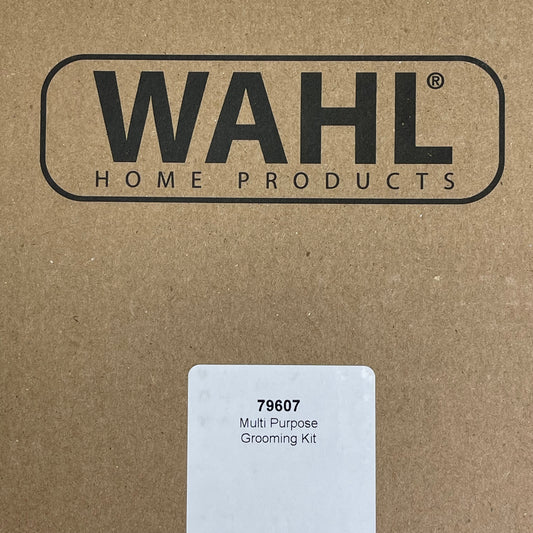 WAHL®
HOME PRODUCTS
79607
Multi Purpose
Grooming Kit